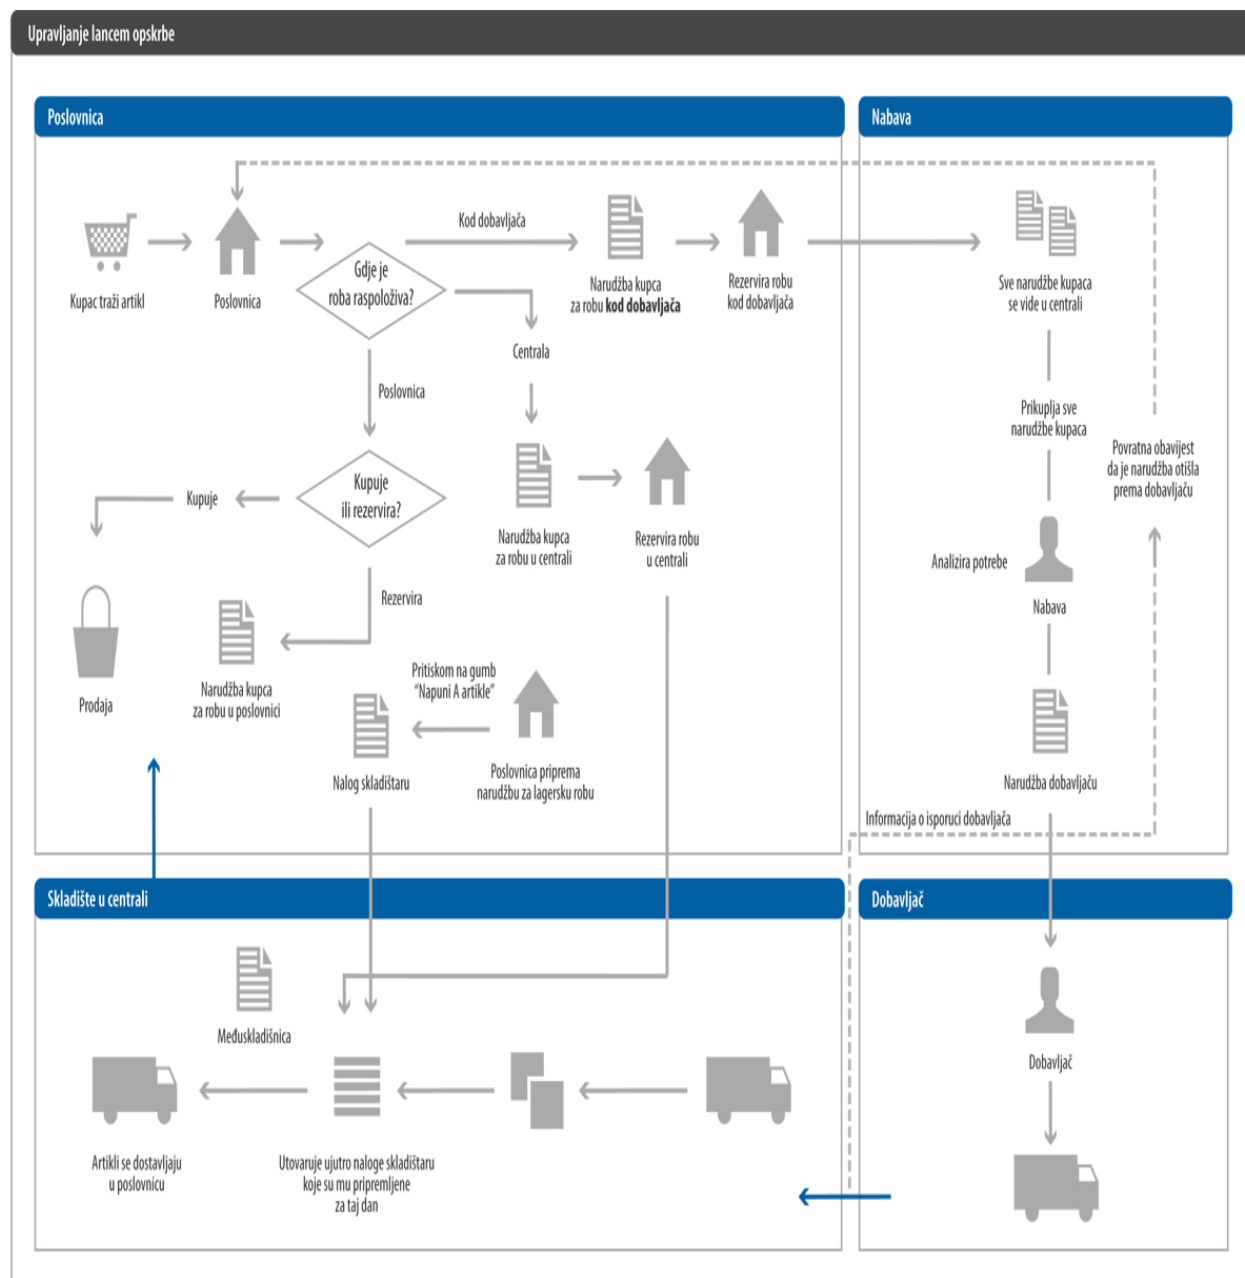 Upravljanje lancem opskrbe
Poslovnica
Nabava
Kod dobavljača
Kupac traži artikl
Poslovnica
Gdje je
roba raspoloživa?
Narudžba kupca
za robu kod dobavljača
Rezervira robu
kod dobavljača
Sve narudžbe kupaca
se vide u centrali
Centrala
Poslovnica
Prikuplja sve
narudžbe kupaca
Povratna obavijest
da je narudžba otišla
prema dobavljaču
Kupuje
Kupuje
ili rezervira?
Narudžba kupca
za robu u centrali
Rezervira robu
u centrali
Analizira potrebe
Nabava
Rezervira
Prodaja
Narudžba kupca
za robu u poslovnici
Pritiskom na gumb
"Napuni A artikle"
Nalog skladištaru
Poslovnica priprema
narudžbu za lagersku robu
Narudžba dobavljaču
Informacija o isporuci dobavljača
Skladište u centrali
Dobavljač
Međuskladišnica
Dobavljač
Artikli se dostavljaju
u poslovnicu
Utovaruje ujutro naloge skladištaru
koje su mu pripremljene
za taj dan